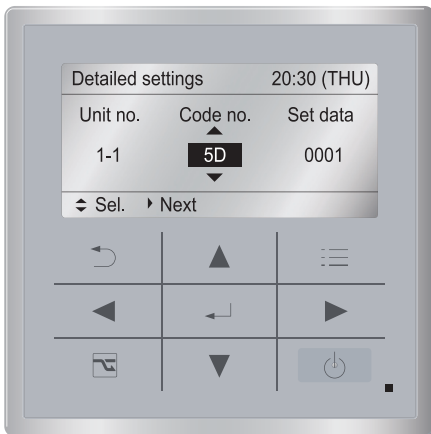 Detailed settings 20:30 (THU)
Unit no. Code no. Set data
1-1 5D 0001
Sel. Next